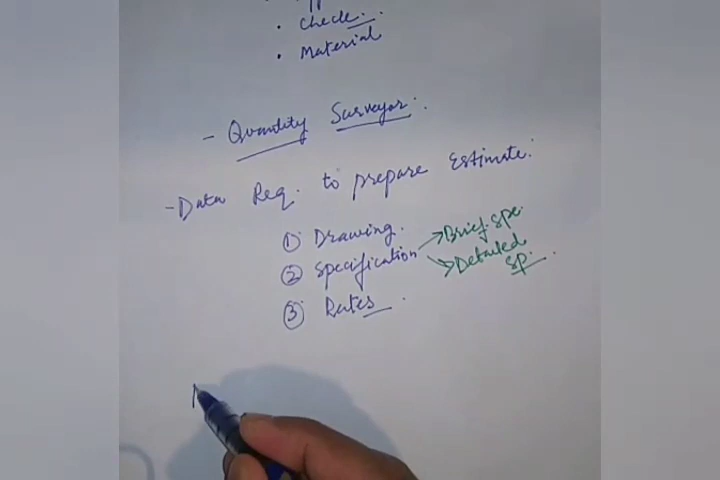 · Check.
· Material
- Quantity Surveyor.
- Data Req. to prepare Estimate.
① Drawing.
② Specification → Brief. Spe.
→ Detailed Sp.
③ Rates.